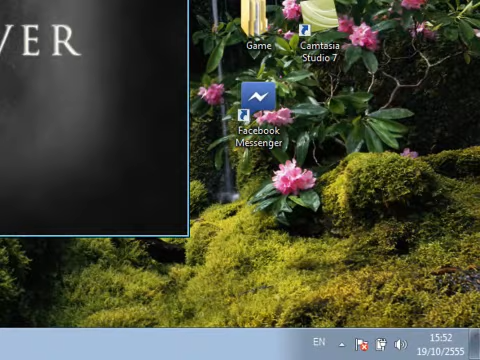 VER
Game
Camtasia
Studio 7
Facebook
Messenger
EN
15:52
19/10/2555